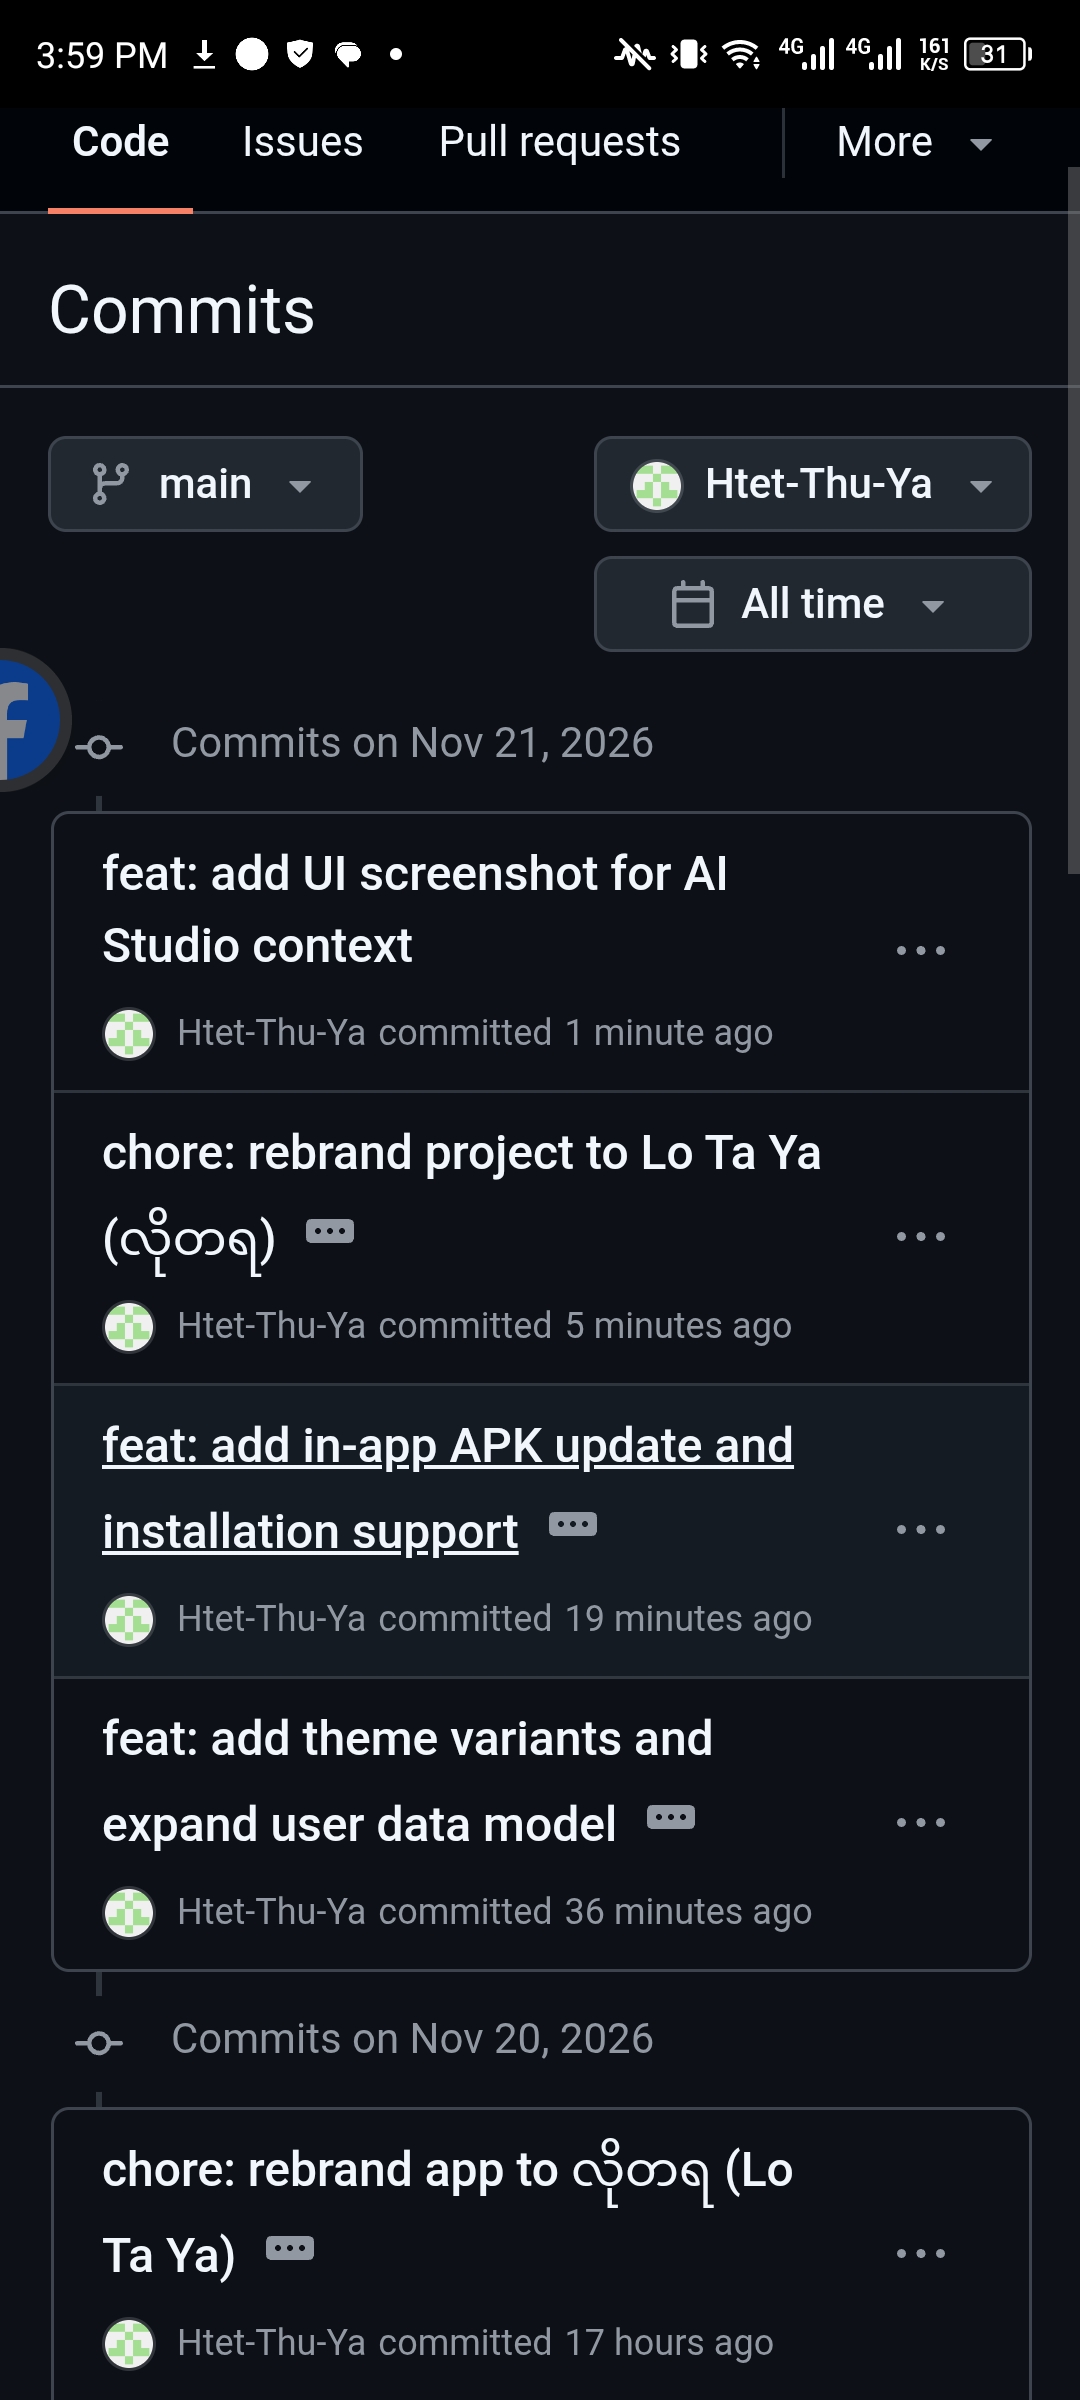 3:59 PM
4G 4G 161 K/S 31
Code Issues Pull requests More
Commits
main Htet-Thu-Ya
All time
Commits on Nov 21, 2026
feat: add UI screenshot for AI
Studio context
Htet-Thu-Ya committed 1 minute ago
chore: rebrand project to Lo Ta Ya
(လိုတရ)
Htet-Thu-Ya committed 5 minutes ago
feat: add in-app APK update and
installation support
Htet-Thu-Ya committed 19 minutes ago
feat: add theme variants and
expand user data model
Htet-Thu-Ya committed 36 minutes ago
Commits on Nov 20, 2026
chore: rebrand app to လိုတရ (Lo
Ta Ya)
Htet-Thu-Ya committed 17 hours ago